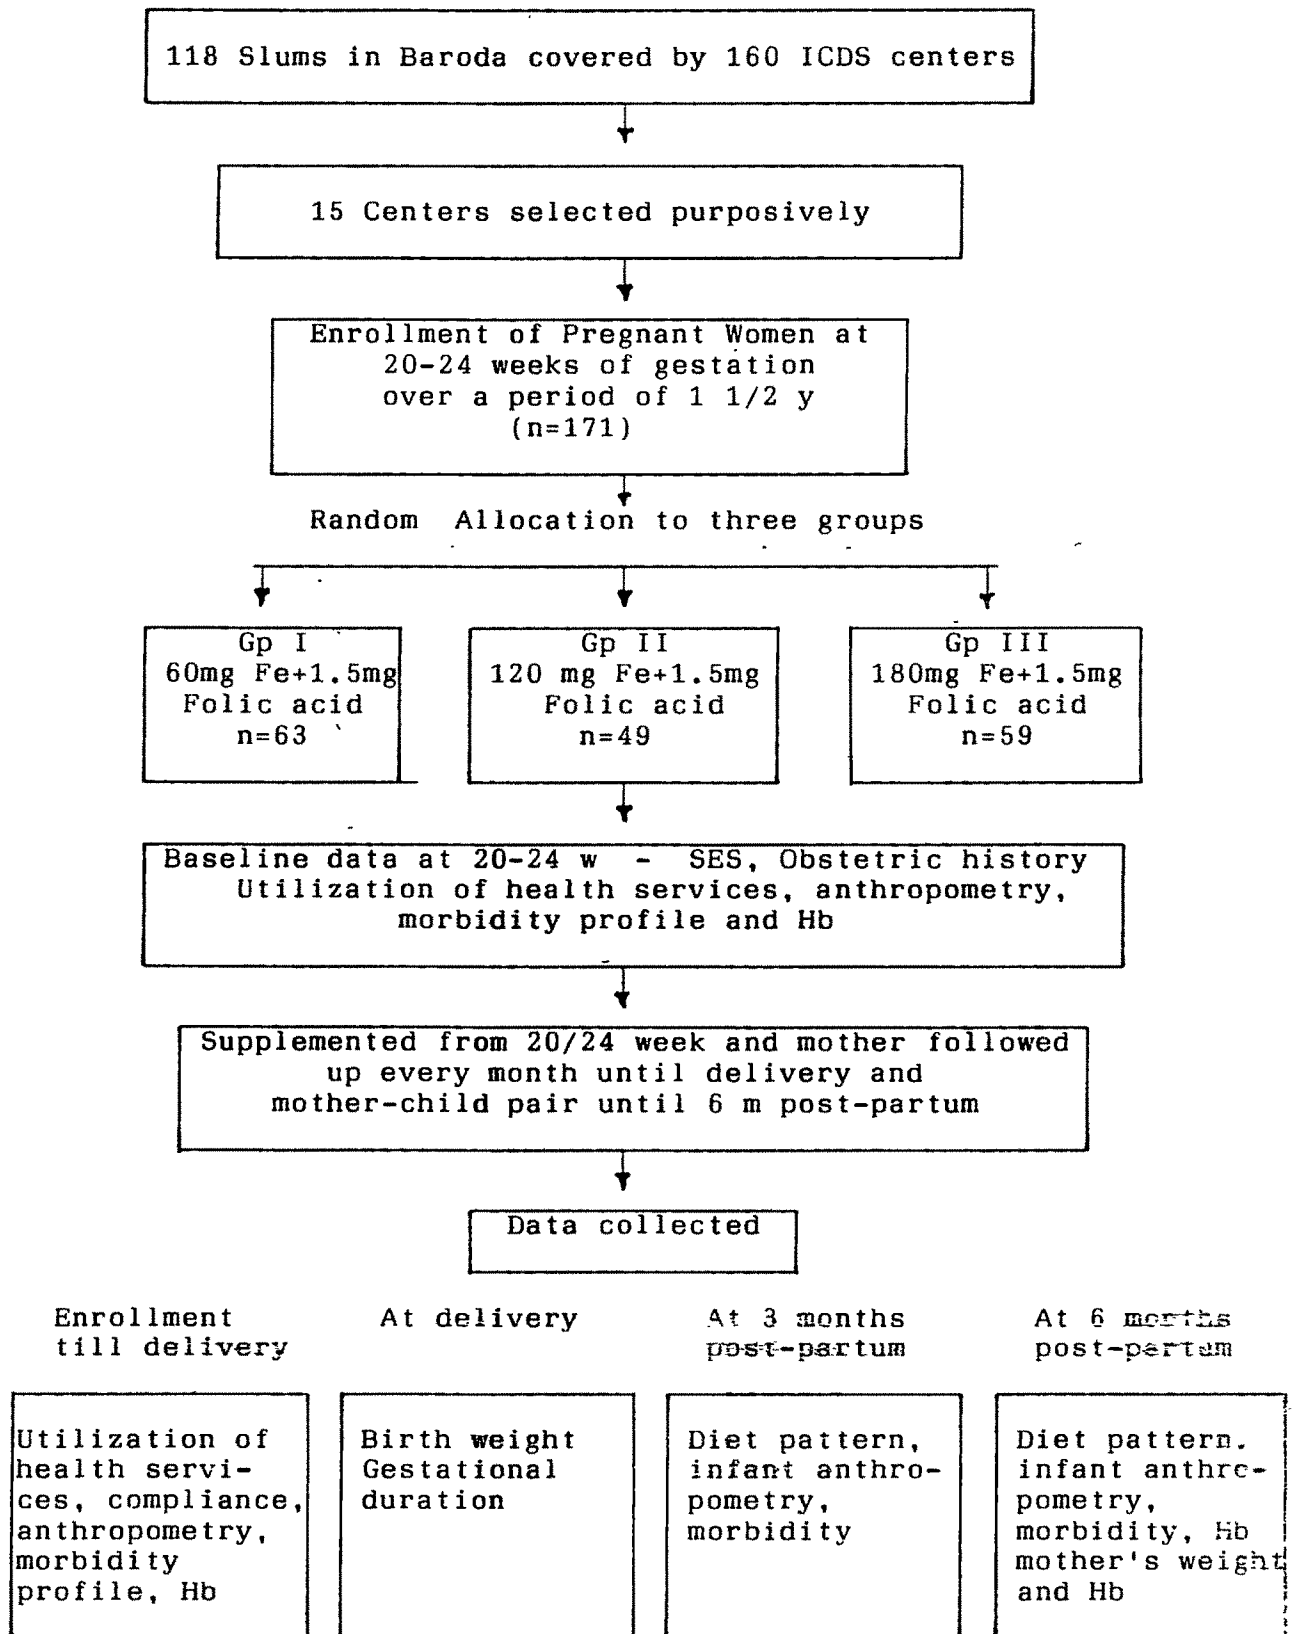 118 Slums in Baroda covered by 160 ICDS centers
15 Centers selected purposively
Enrollment of Pregnant Women at
20-24 weeks of gestation
over a period of 1 1/2 y
(n=171)
Random Allocation to three groups
Gp I
60mg Fe+1.5mg
Folic acid
n=63
Gp II
120 mg Fe+1.5mg
Folic acid
n=49
Gp III
180mg Fe+1.5mg
Folic acid
n=59
Baseline data at 20-24 w - SES, Obstetric history
Utilization of health services, anthropometry,
morbidity profile and Hb
Supplemented from 20/24 week and mother followed
up every month until delivery and
mother-child pair until 6 m post-partum
Data collected
Enrollment
till delivery
At delivery
At 3 months
post-partum
At 6 months
post-partum
Utilization of
health servi-
ces, compliance,
anthropometry,
morbidity
profile, Hb
Birth weight
Gestational
duration
Diet pattern,
infant anthro-
pometry,
morbidity
Diet pattern.
infant anthro-
pometry,
morbidity, Hb
mother's weight
and Hb